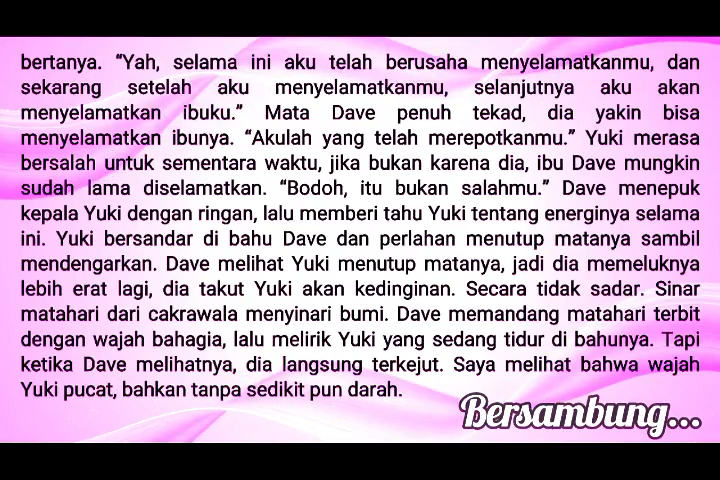 bertanya. “Yah, selama ini aku telah berusaha menyelamatkanmu, dan
sekarang setelah aku menyelamatkanmu, selanjutnya aku akan
menyelamatkan ibuku.” Mata Dave penuh tekad, dia yakin bisa
menyelamatkan ibunya. “Akulah yang telah merepotkanmu.” Yuki merasa
bersalah untuk sementara waktu, jika bukan karena dia, ibu Dave mungkin
sudah lama diselamatkan. “Bodoh, itu bukan salahmu.” Dave menepuk
kepala Yuki dengan ringan, lalu memberi tahu Yuki tentang energinya selama
ini. Yuki bersandar di bahu Dave dan perlahan menutup matanya sambil
mendengarkan. Dave melihat Yuki menutup matanya, jadi dia memeluknya
lebih erat lagi, dia takut Yuki akan kedinginan. Secara tidak sadar. Sinar
matahari dari cakrawala menyinari bumi. Dave memandang matahari terbit
dengan wajah bahagia, lalu melirik Yuki yang sedang tidur di bahunya. Tapi
ketika Dave melihatnya, dia langsung terkejut. Saya melihat bahwa wajah
Yuki pucat, bahkan tanpa sedikit pun darah.
Bersambung...